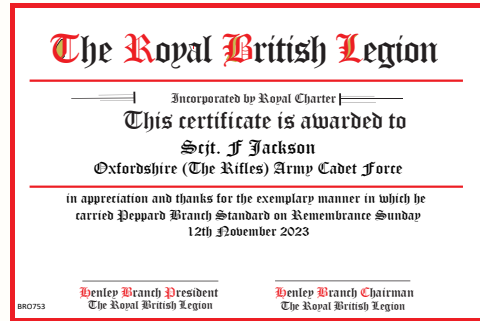 The Royal British Legion
Incorporated by Royal Charter
This certificate is awarded to
Scjt. F Jackson
Oxfordshire (The Rifles) Army Cadet Force
in appreciation and thanks for the exemplary manner in which he
carried Peppard Branch Standard on Remembrance Sunday
12th November 2023
Henley Branch President
The Royal British Legion
Henley Branch Chairman
The Royal British Legion
BRO753